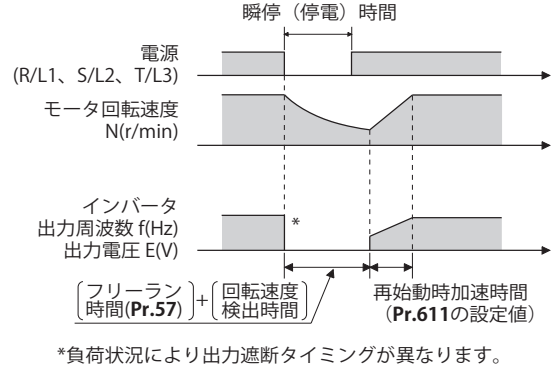 瞬停（停電）時間
電源
(R/L1、S/L2、T/L3)
モータ回転速度
N(r/min)
インバータ
出力周波数 f(Hz)
出力電圧 E(V)
*
フリーラン
時間(Pr.57)
+
回転速度
検出時間
再始動時加速時間
（Pr.611の設定値）
*負荷状況により出力遮断タイミングが異なります。